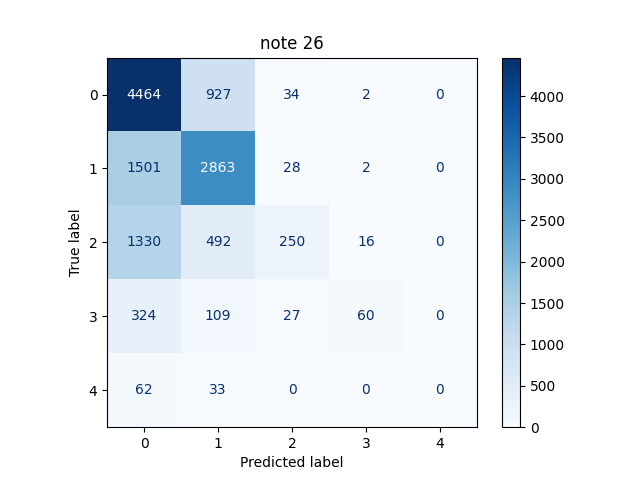 note 26
0 4464 927 34 2 0
1 1501 2863 28 2 0
2 1330 492 250 16 0
3 324 109 27 60 0
4 62 33 0 0 0
0 1 2 3 4
True label
Predicted label
4000
3500
3000
2500
2000
1500
1000
500
0